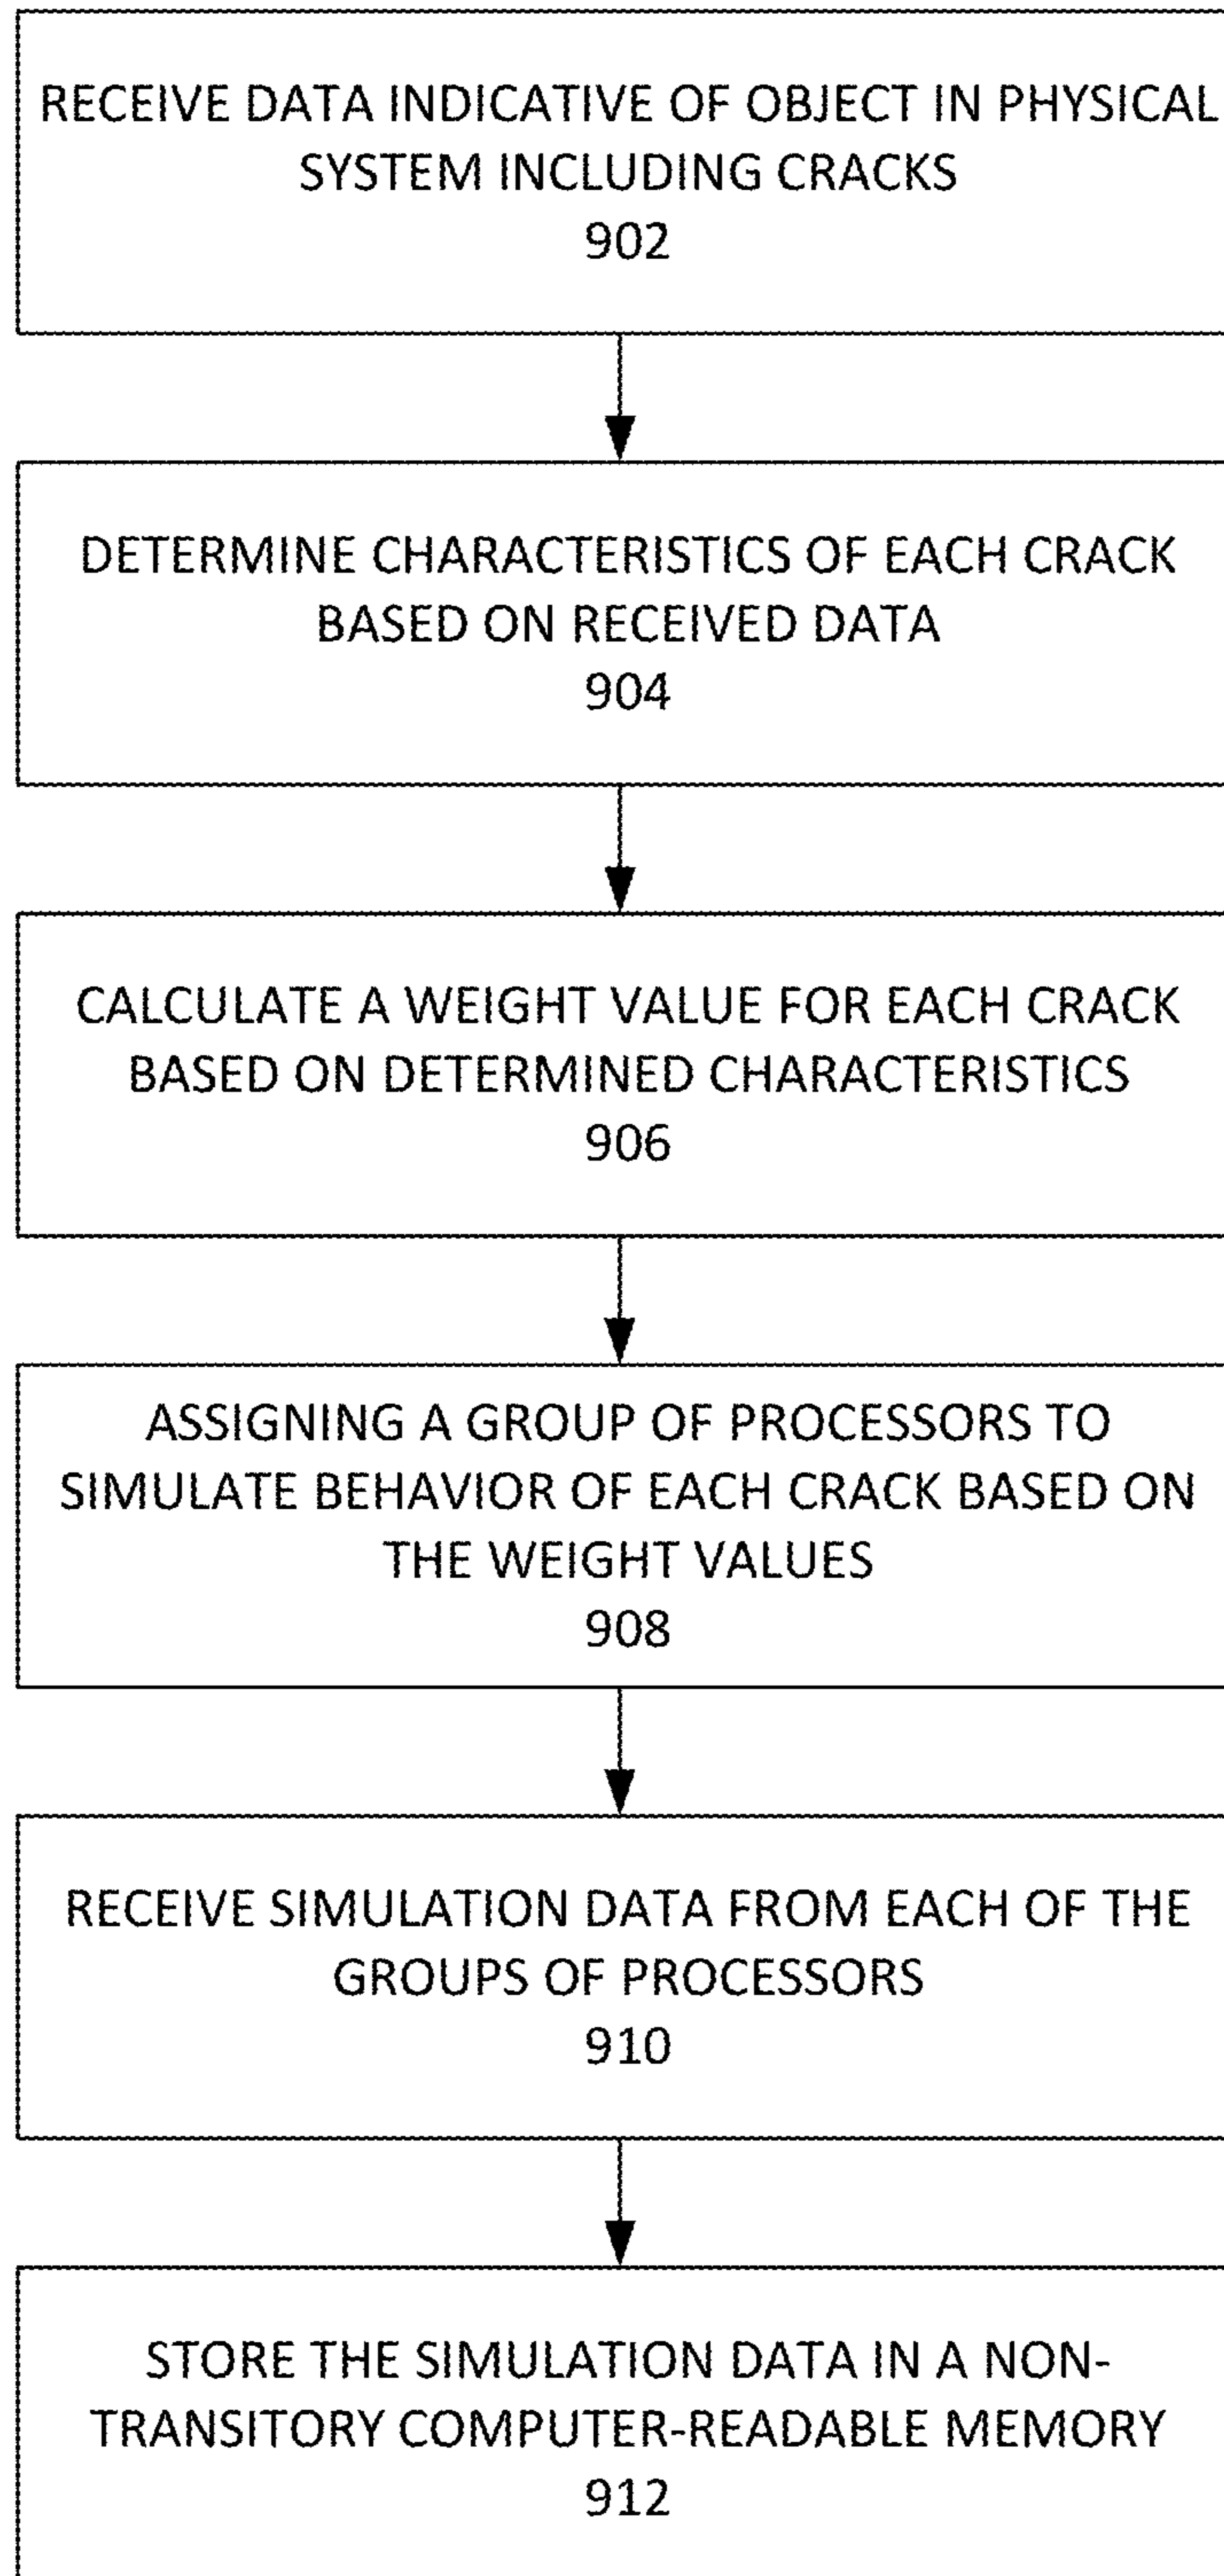 RECEIVE DATA INDICATIVE OF OBJECT IN PHYSICAL
SYSTEM INCLUDING CRACKS
902
DETERMINE CHARACTERISTICS OF EACH CRACK
BASED ON RECEIVED DATA
904
CALCULATE A WEIGHT VALUE FOR EACH CRACK
BASED ON DETERMINED CHARACTERISTICS
906
ASSIGNING A GROUP OF PROCESSORS TO
SIMULATE BEHAVIOR OF EACH CRACK BASED ON
THE WEIGHT VALUES
908
RECEIVE SIMULATION DATA FROM EACH OF THE
GROUPS OF PROCESSORS
910
STORE THE SIMULATION DATA IN A NON-
TRANSITORY COMPUTER-READABLE MEMORY
912